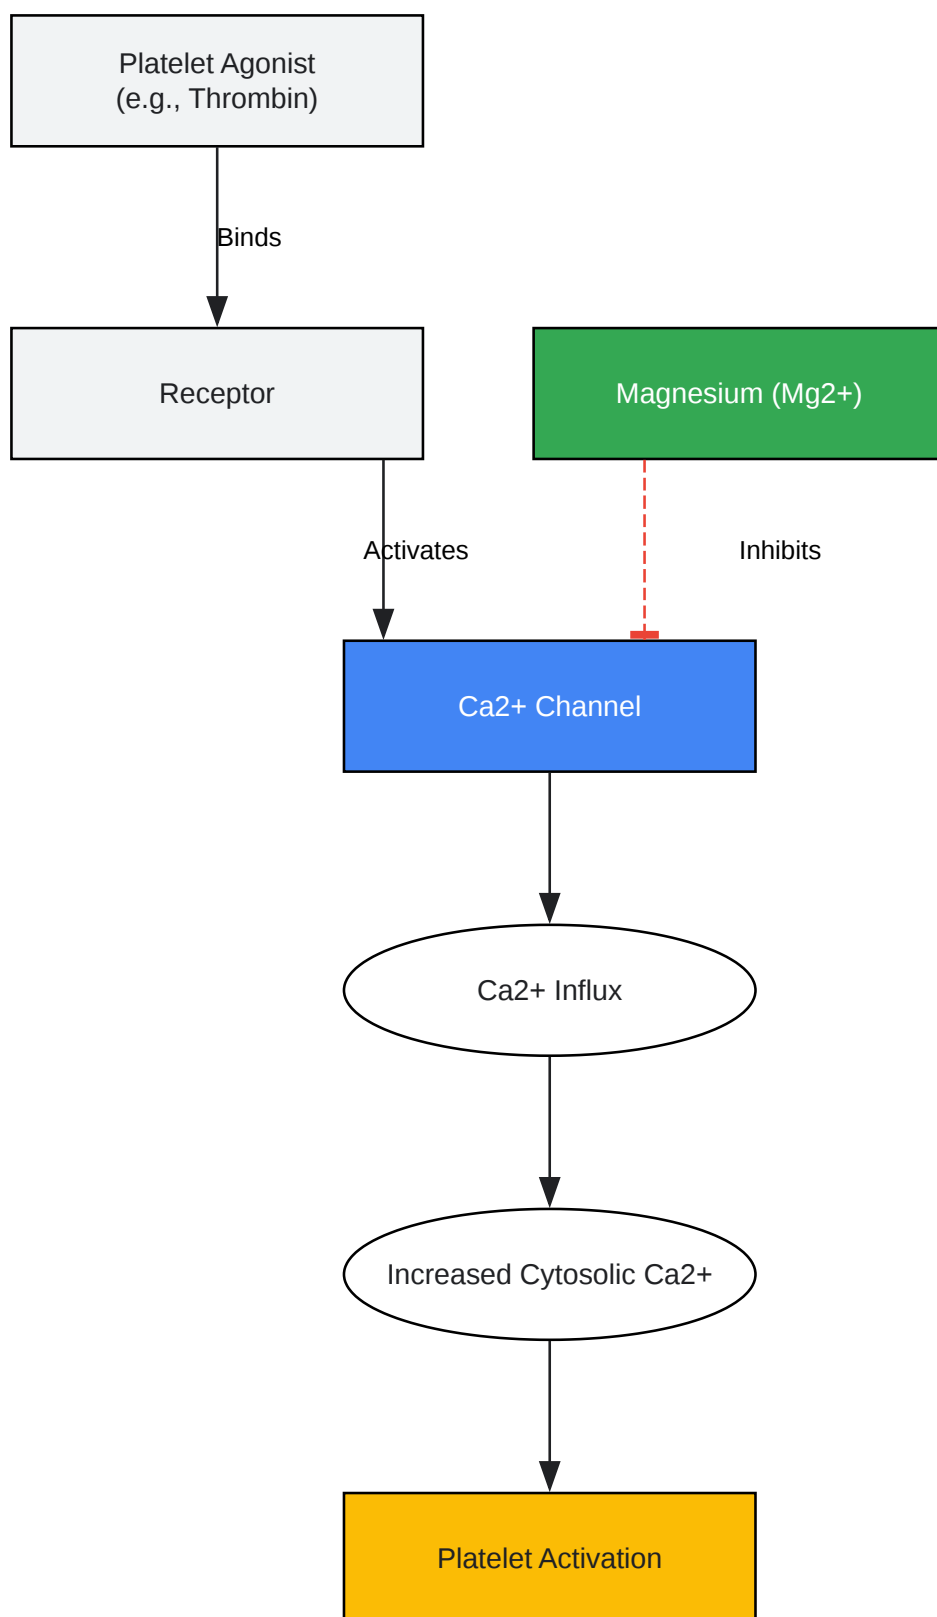 Platelet Agonist
(e.g., Thrombin)
Binds
Receptor
Magnesium (Mg2+)
Activates
Inhibits
Ca2+ Channel
Ca2+ Influx
Increased Cytosolic Ca2+
Platelet Activation